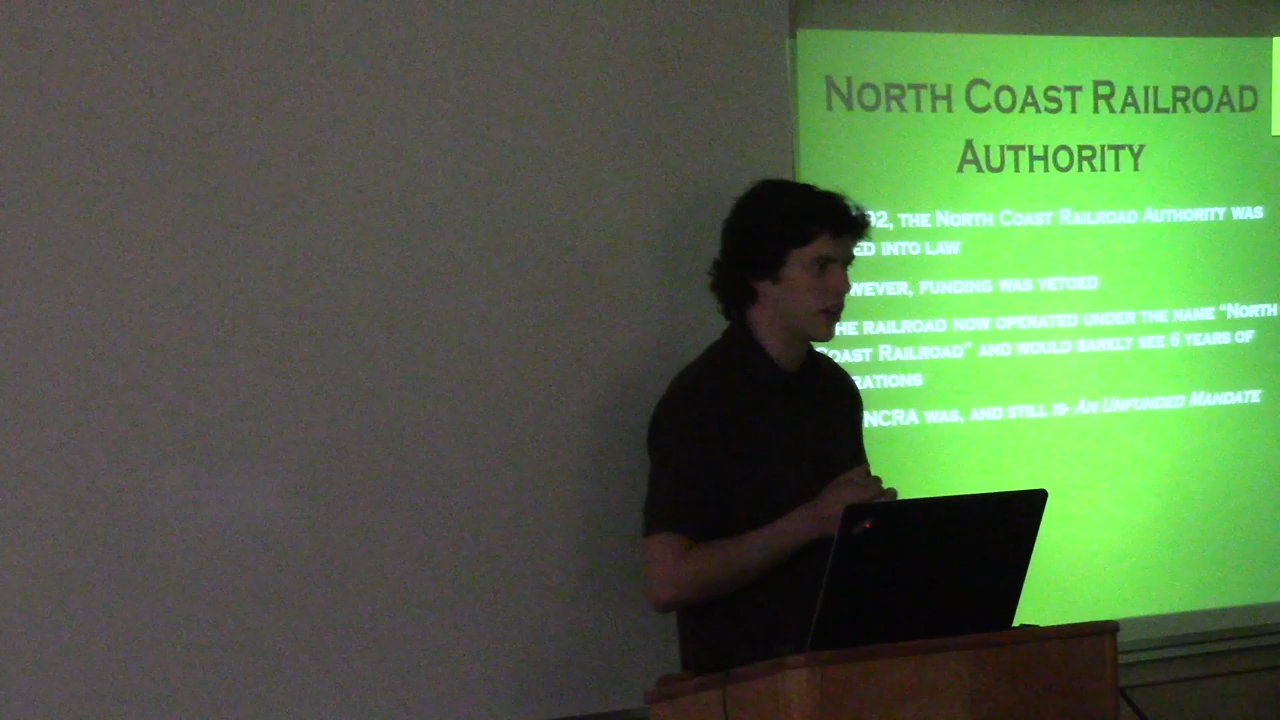 North Coast Railroad
Authority
92, the North Coast Railroad Authority was
ed into law
wever, funding was vetoed
he railroad now operated under the name “North
Coast Railroad” and would barely see 6 years of
rations
NCRA was, and still is- An Unfunded Mandate